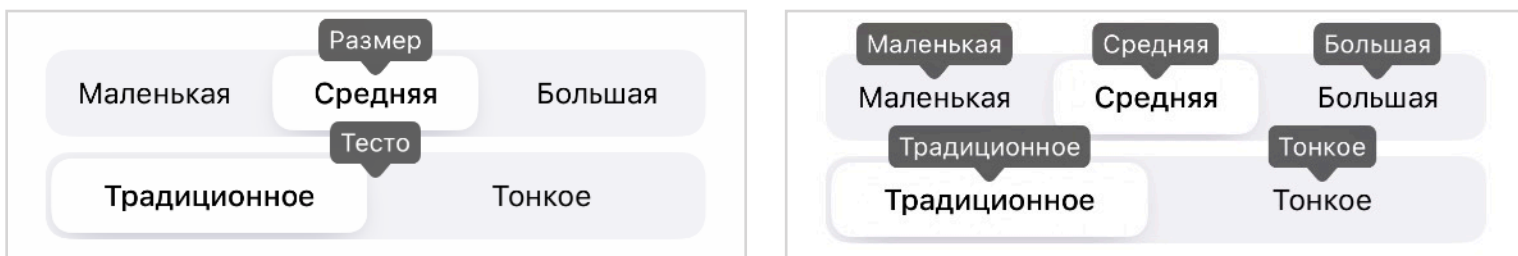 Размер
Маленькая Средняя Большая
Тесто
Традиционное Тонкое
Маленькая Средняя Большая
Маленькая Средняя Большая
Традиционное Тонкое
Традиционное Тонкое